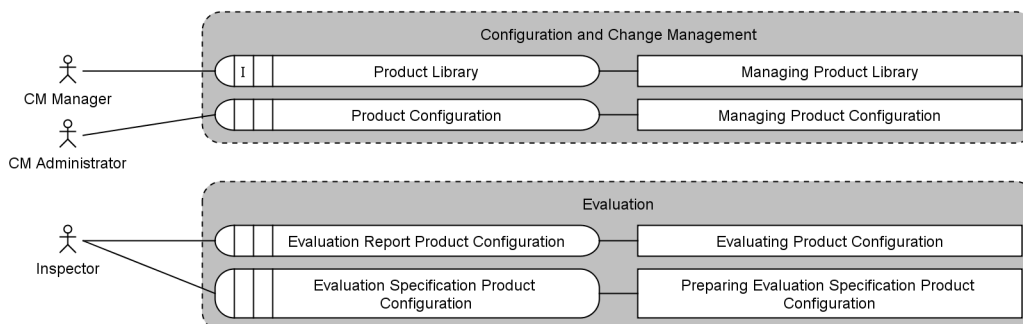 Configuration and Change Management
I
Product Library
Managing Product Library
CM Manager
Product Configuration
Managing Product Configuration
CM Administrator
Evaluation
Evaluation Report Product Configuration
Evaluating Product Configuration
Inspector
Evaluation Specification Product
Configuration
Preparing Evaluation Specification Product
Configuration